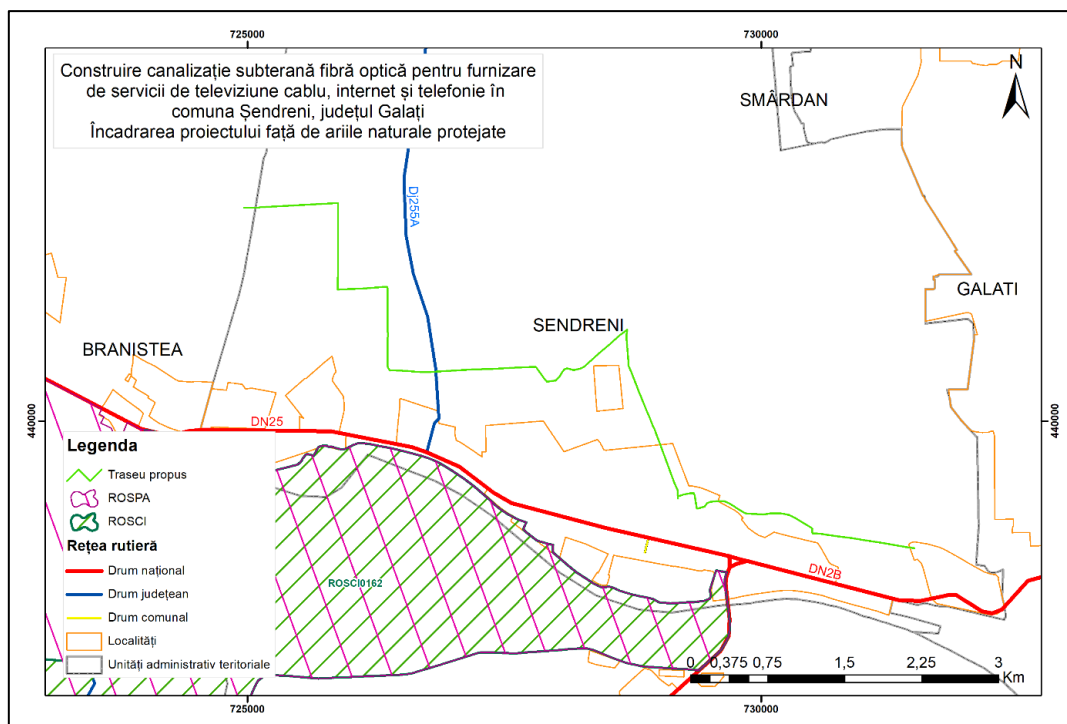 725000
730000
Construire canalizație subterană fibră optică pentru furnizare
de servicii de televiziune cablu, internet și telefonie în
comuna Șendreni, județul Galați
Încadrarea proiectului față de ariile naturale protejate
N
SMÂRDAN
Dj255A
GALATI
SENDRENI
BRANISTEA
440000
440000
DN25
Legenda
Traseu propus
ROSPA
ROSCI
Rețea rutieră
Drum național
Drum județean
Drum comunal
Localități
Unități administrativ teritoriale
ROSCI0162
DN2B
0 0,375 0,75 1,5 2,25 3
Km
725000
730000